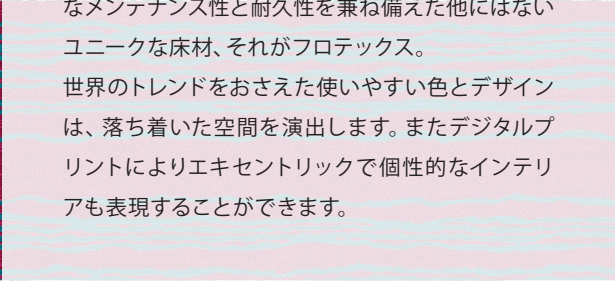 なメンテナンス性と耐久性を兼ね備えた他にはない
ユニークな床材、それがフロテックス。
世界のトレンドをおさえた使いやすい色とデザイン
は、落ち着いた空間を演出します。またデジタルプ
リントによりエキセントリックで個性的なインテリ
アも表現することができます。